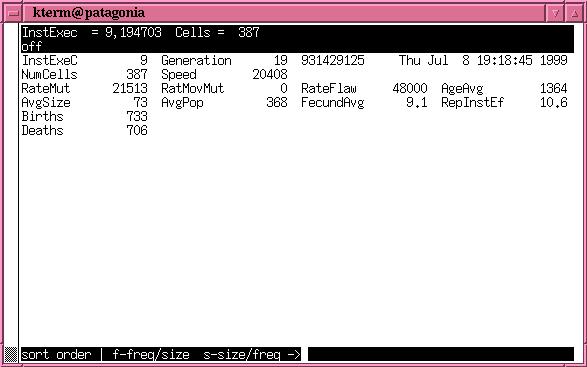 kterm@patagonia
InstExec  = 9,194703  Cells =  387
off
InstExeC         9  Generation      19  931429125     Thu Jul  8 19:18:45 1999
NumCells       387  Speed        20408
RateMut      21513  RatMovMut        0  RateFlaw     48000  AgeAvg        1364
AvgSize         73  AvgPop         368  FecundAvg      9.1  RepInstEf     10.6
Births         733
Deaths         706
sort order | f-freq/size  s-size/freq ->